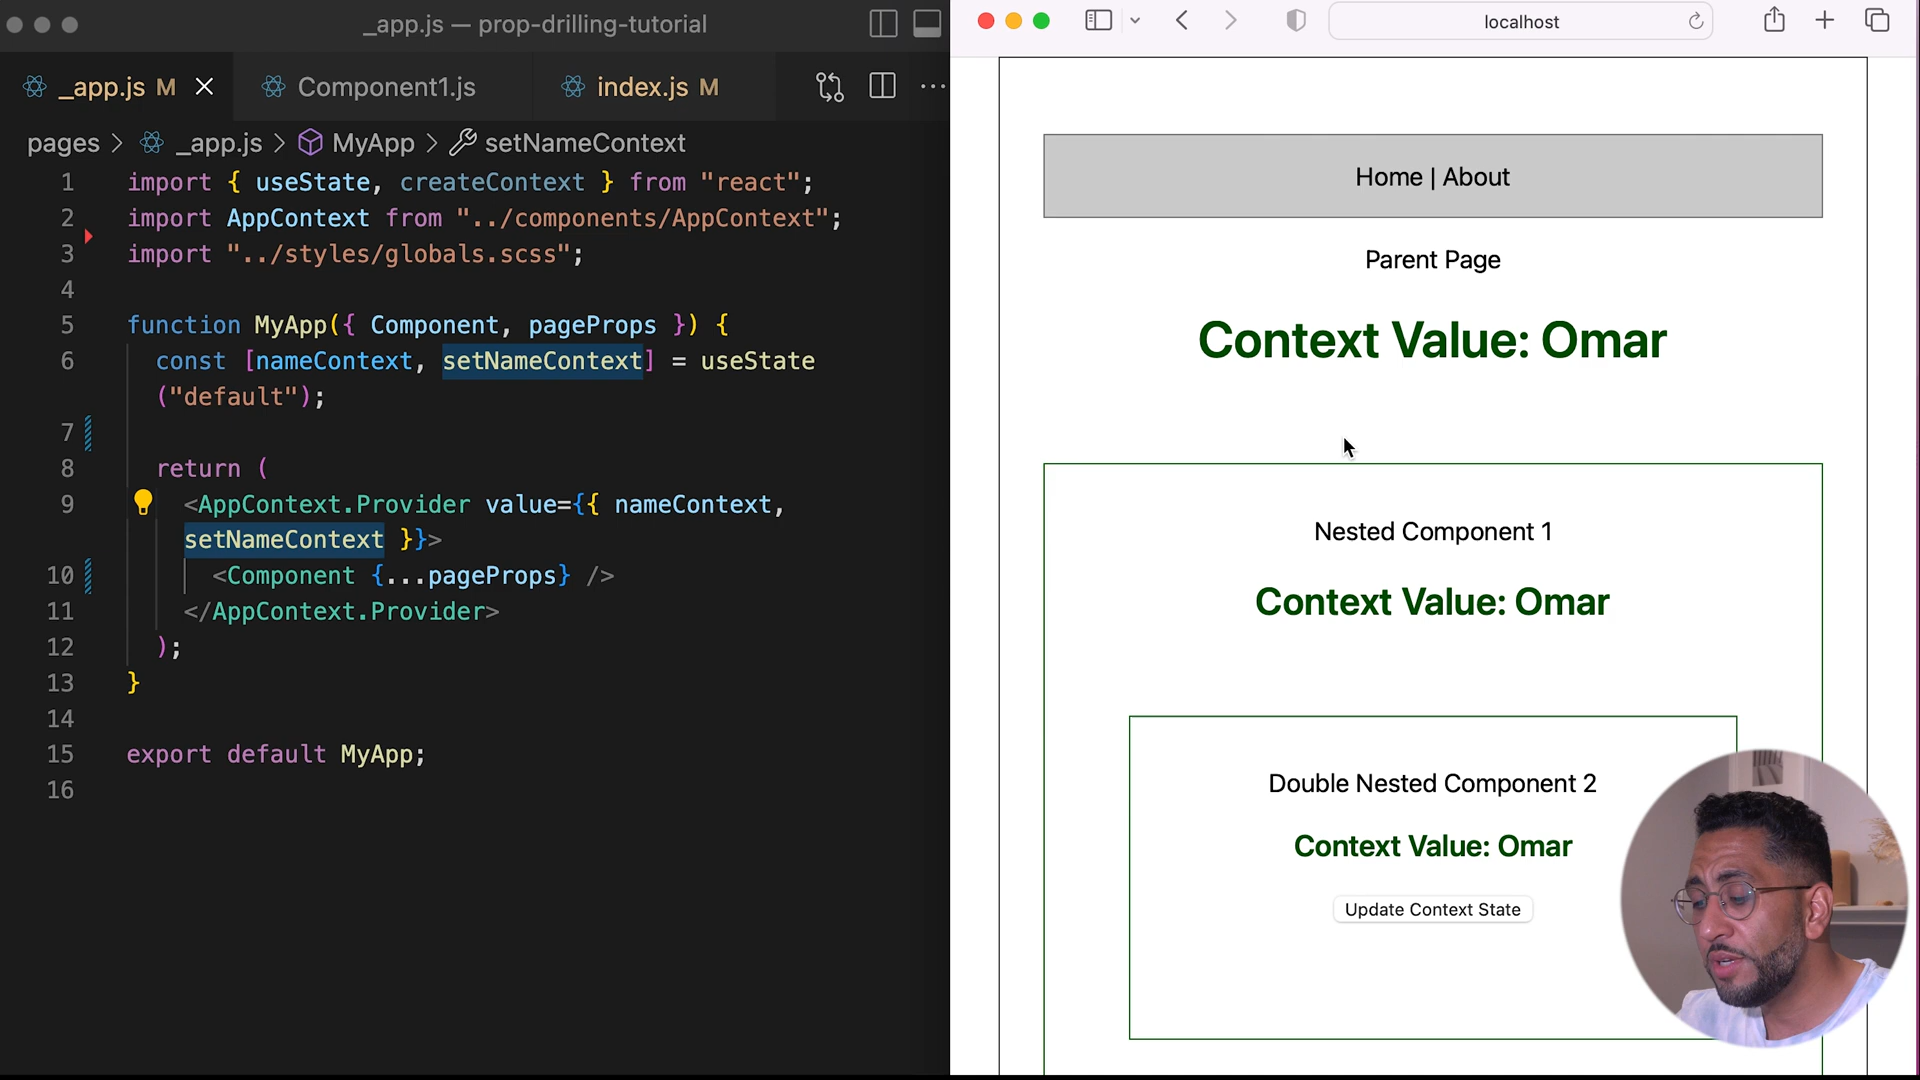 _app.js — prop-drilling-tutorial
_app.js M
Component1.js
index.js M
pages > _app.js > MyApp > setNameContext
1 import { useState, createContext } from "react";
2 import AppContext from "../components/AppContext";
3 import "../styles/globals.scss";
4
5 function MyApp({ Component, pageProps }) {
6 const [nameContext, setNameContext] = useState
("default");
7
8 return (
9 <AppContext.Provider value={{ nameContext,
setNameContext }}>
10 <Component {...pageProps} />
11 </AppContext.Provider>
12 );
13 }
14
15 export default MyApp;
16
localhost
Home | About
Parent Page
Context Value: Omar
Nested Component 1
Context Value: Omar
Double Nested Component 2
Context Value: Omar
Update Context State